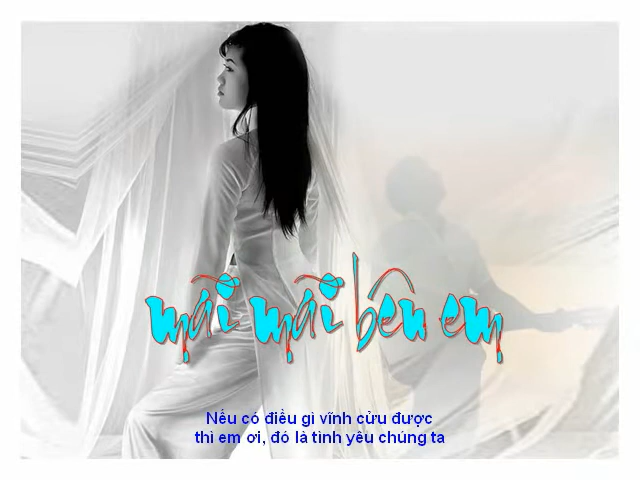 mãi mãi bên em
Nếu có điều gì vĩnh cửu được
thì em ơi, đó là tình yêu chúng ta